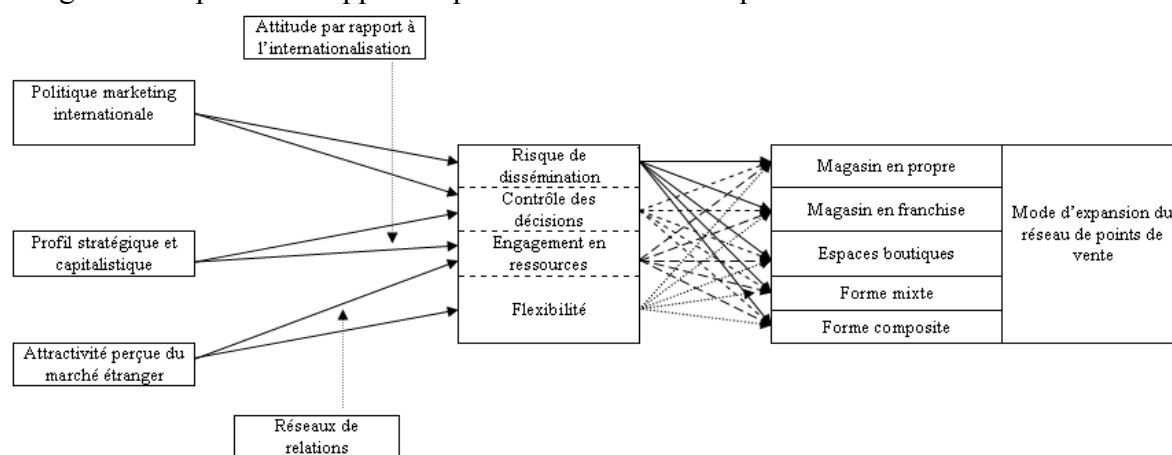 Attitude par rapport à
l'internationalisation
Politique marketing
internationale
Profil stratégique et
capitalistique
Attractivité perçue du
marché étranger
Réseaux de
relations
Risque de
dissémination
Contrôle des
décisions
Engagement en
ressources
Flexibilité
Magasin en propre
Magasin en franchise
Espaces boutiques
Forme mixte
Forme composite
Mode d'expansion du
réseau de points de
vente